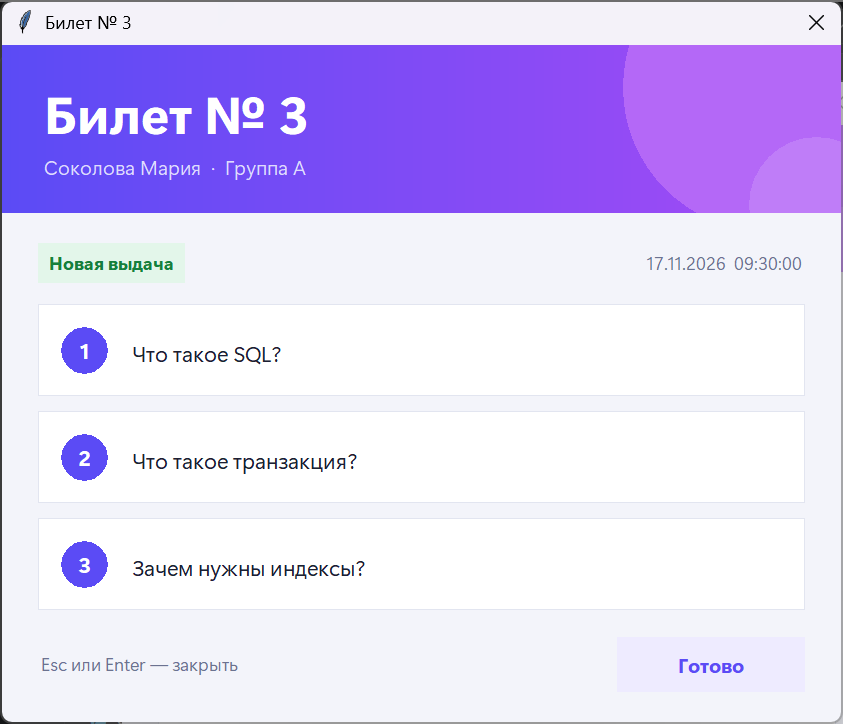 Билет № 3
Билет № 3
Соколова Мария · Группа А
Новая выдача
17.11.2026 09:30:00
1
Что такое SQL?
2
Что такое транзакция?
3
Зачем нужны индексы?
Esc или Enter — закрыть
Готово